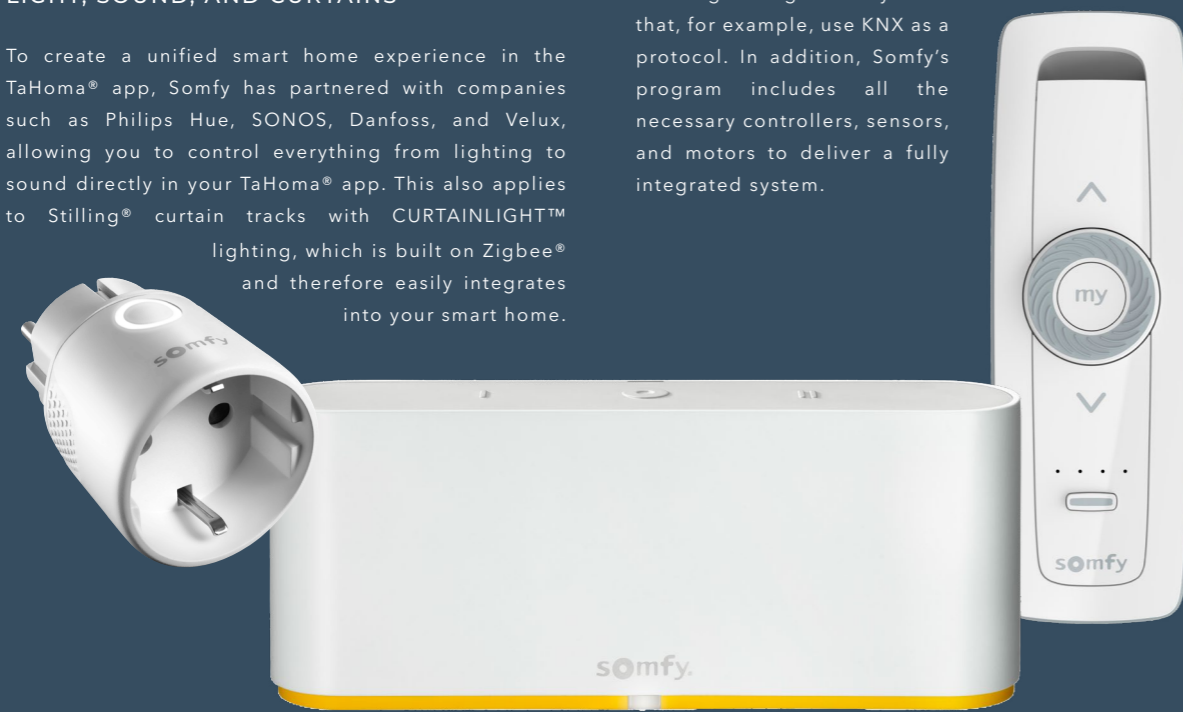 LIGHT, SOUND, AND CURTAINS
To create a unified smart home experience in the
TaHoma® app, Somfy has partnered with companies
such as Philips Hue, SONOS, Danfoss, and Velux,
allowing you to control everything from lighting to
sound directly in your TaHoma® app. This also applies
to Stilling® curtain tracks with CURTAINLIGHT™
lighting, which is built on Zigbee®
and therefore easily integrates
into your smart home.
that, for example, use KNX as a
protocol. In addition, Somfy’s
program includes all the
necessary controllers, sensors,
and motors to deliver a fully
integrated system.
my
somfy
somfy
somfy.